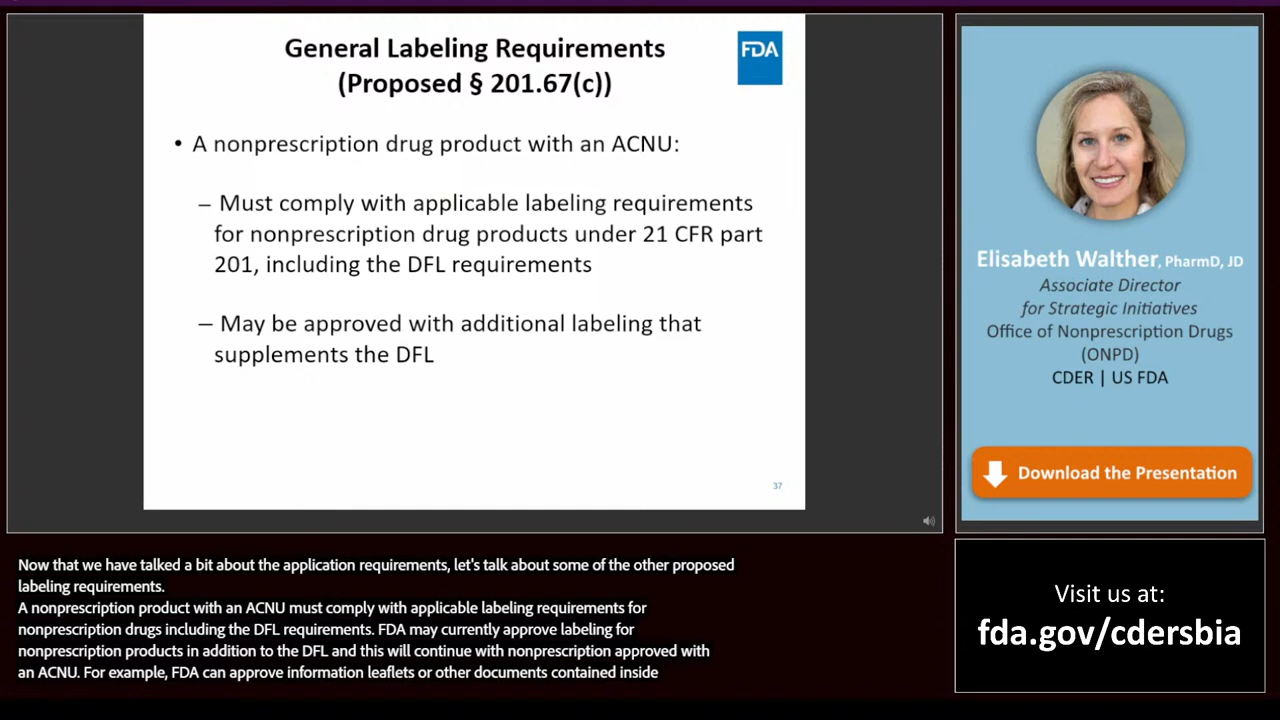 General Labeling Requirements
(Proposed § 201.67(c))
FDA
• A nonprescription drug product with an ACNU:
– Must comply with applicable labeling requirements
for nonprescription drug products under 21 CFR part
201, including the DFL requirements
– May be approved with additional labeling that
supplements the DFL
37
Elisabeth Walther, PharmD, JD
Associate Director
for Strategic Initiatives
Office of Nonprescription Drugs
(ONPD)
CDER | US FDA
Download the Presentation
Now that we have talked a bit about the application requirements, let's talk about some of the other proposed
labeling requirements.
A nonprescription product with an ACNU must comply with applicable labeling requirements for
nonprescription drugs including the DFL requirements. FDA may currently approve labeling for
nonprescription products in addition to the DFL and this will continue with nonprescription approved with
an ACNU. For example, FDA can approve information leaflets or other documents contained inside
Visit us at:
fda.gov/cdersbia